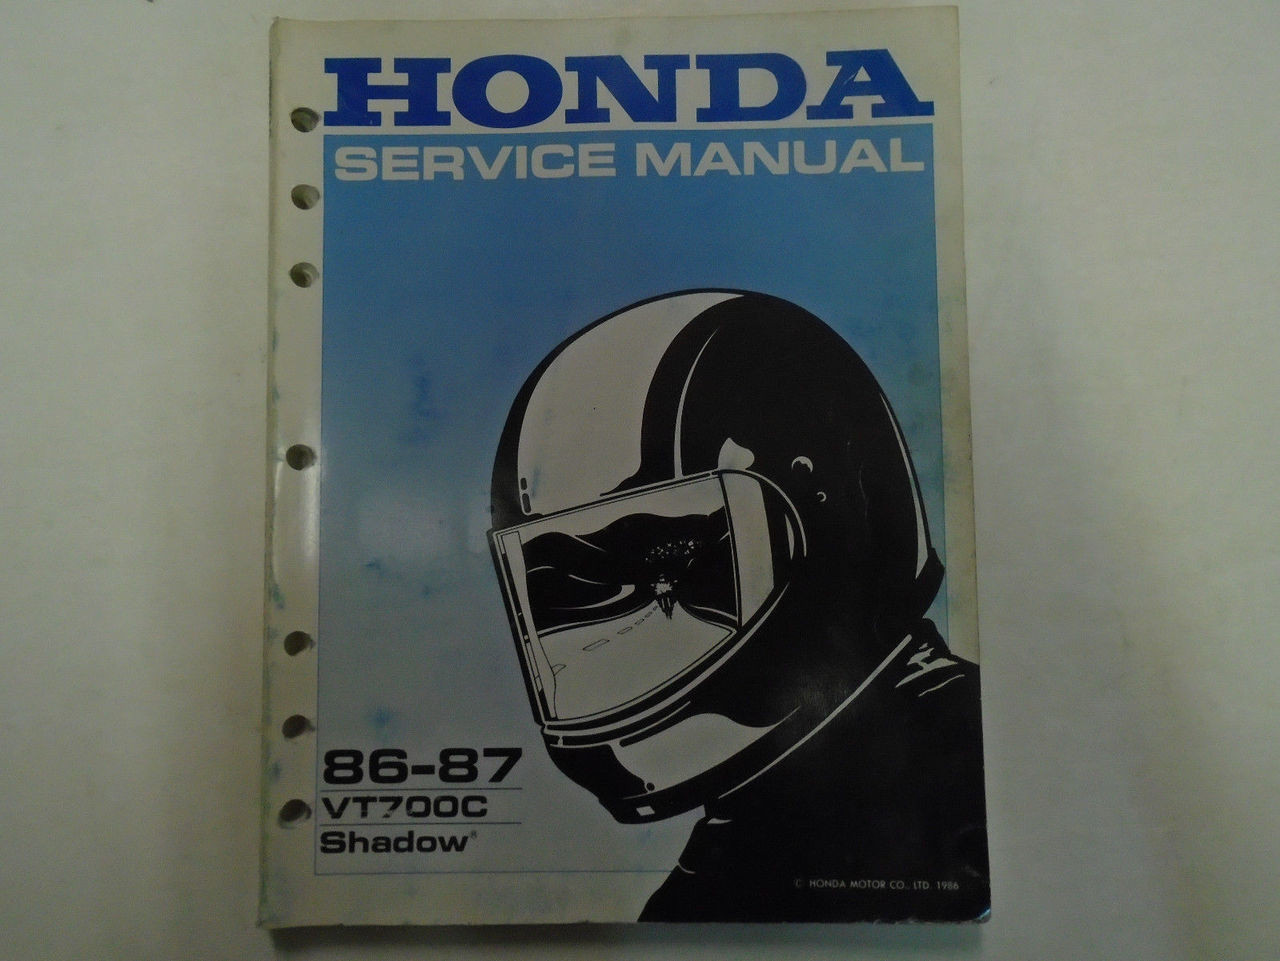 HONDA
SERVICE MANUAL
86-87
VT700C
Shadow®
© HONDA MOTOR CO., LTD. 1986